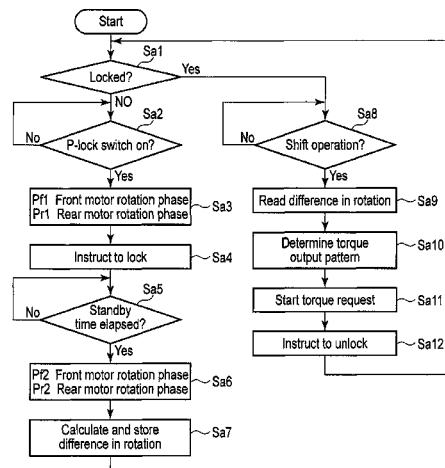 Start
Sa1
Locked?
Yes
NO
Sa2
P-lock switch on?
No
Yes
Pf1 Front motor rotation phase
Pr1 Rear motor rotation phase
Sa3
Instruct to lock
Sa4
Sa5
Standby
time elapsed?
No
Yes
Pf2 Front motor rotation phase
Pr2 Rear motor rotation phase
Sa6
Calculate and store
difference in rotation
Sa7
Sa8
Shift operation?
No
Yes
Read difference in rotation
Sa9
Determine torque
output pattern
Sa10
Start torque request
Sa11
Instruct to unlock
Sa12